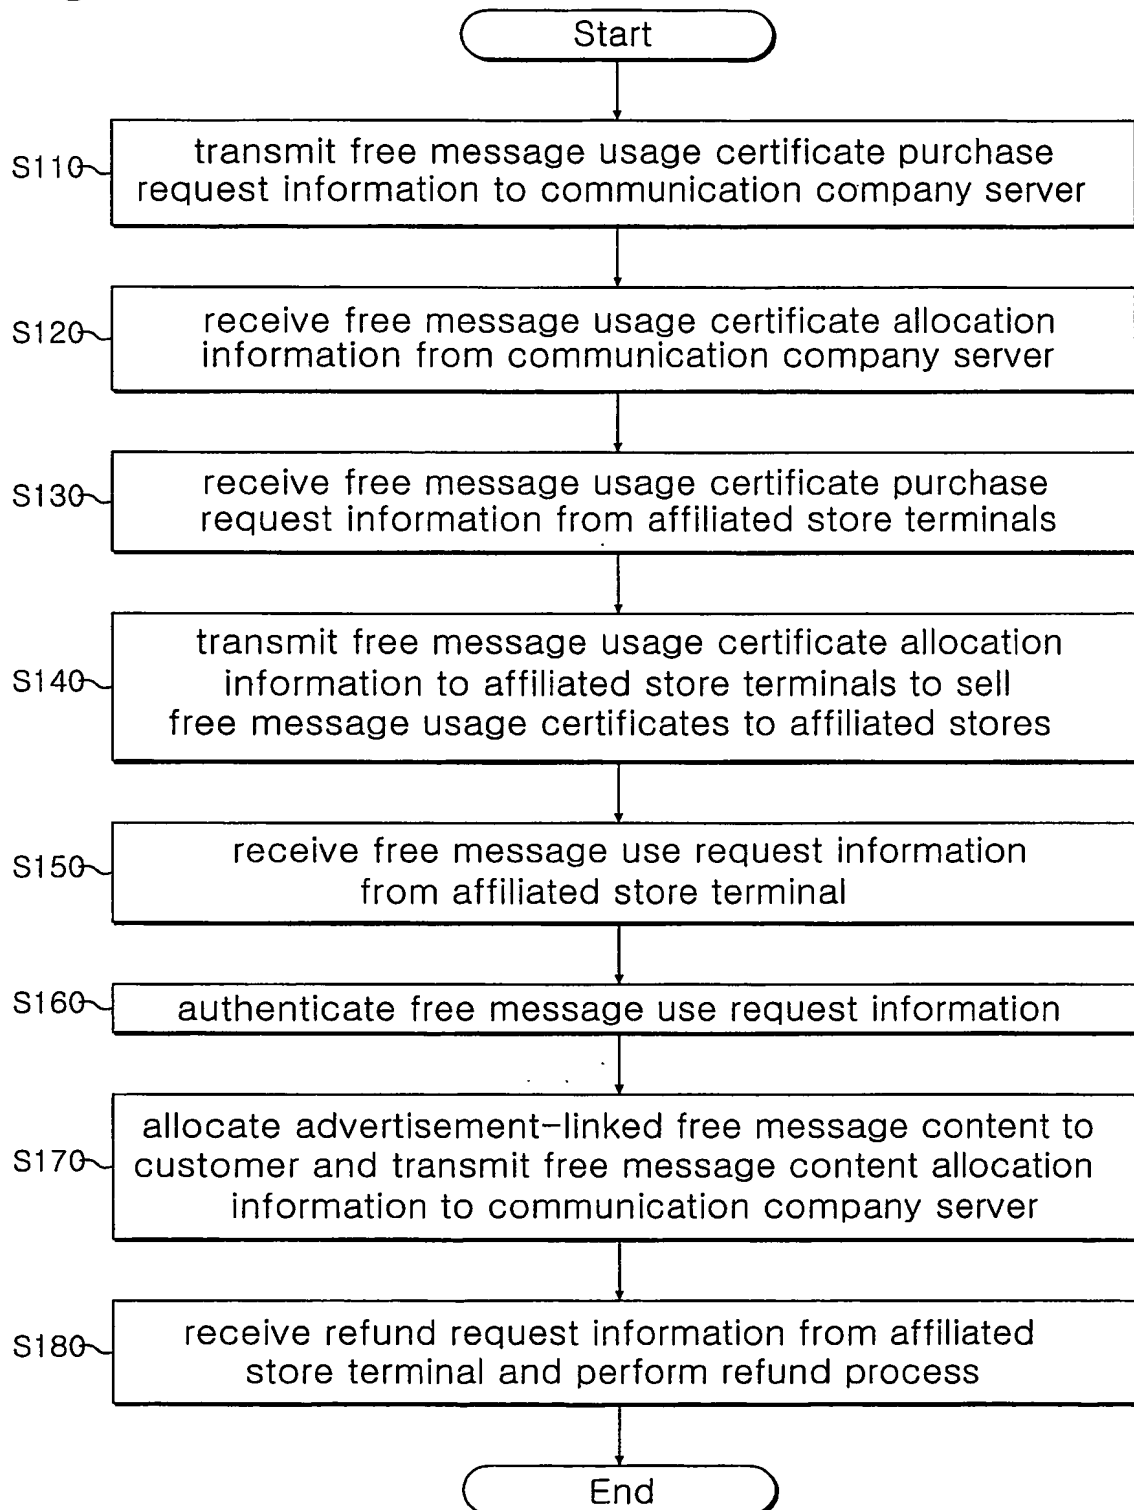 Start
S110
transmit free message usage certificate purchase
request information to communication company server
S120
receive free message usage certificate allocation
information from communication company server
S130
receive free message usage certificate purchase
request information from affiliated store terminals
S140
transmit free message usage certificate allocation
information to affiliated store terminals to sell
free message usage certificates to affiliated stores
S150
receive free message use request information
from affiliated store terminal
S160
authenticate free message use request information
S170
allocate advertisement-linked free message content to
customer and transmit free message content allocation
information to communication company server
S180
receive refund request information from affiliated
store terminal and perform refund process
End